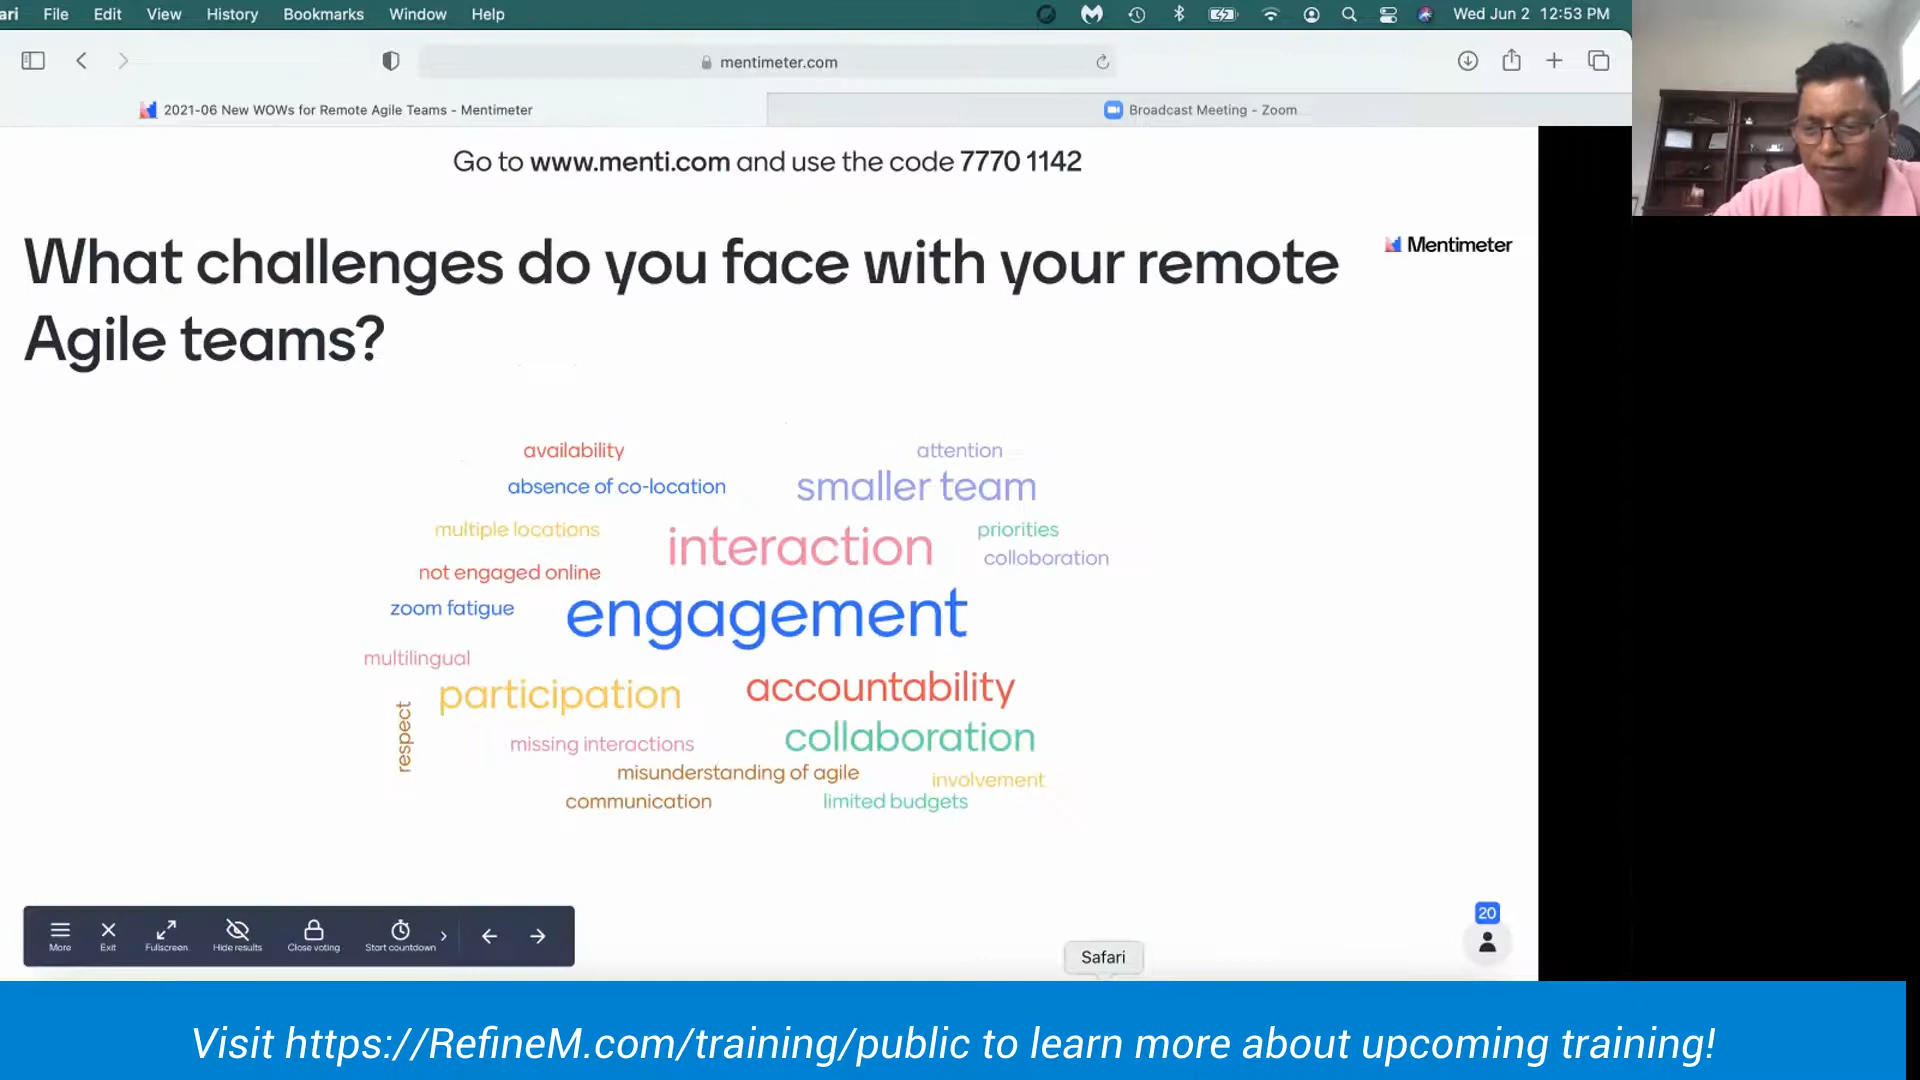 ari File Edit View History Bookmarks Window Help Wed Jun 2 12:53 PM
mentimeter.com
2021-06 New WOWs for Remote Agile Teams - Mentimeter
Broadcast Meeting - Zoom
Go to www.menti.com and use the code 7770 1142
What challenges do you face with your remote
Agile teams?
Mentimeter
availability
attention
absence of co-location
smaller team
multiple locations
interaction
priorities
colloboration
not engaged online
zoom fatigue
engagement
multilingual
participation
accountability
respect
missing interactions
collaboration
misunderstanding of agile
involvement
communication
limited budgets
More Exit Fullscreen Hide results Close voting Start countdown
20
Safari
Visit https://RefineM.com/training/public to learn more about upcoming training!